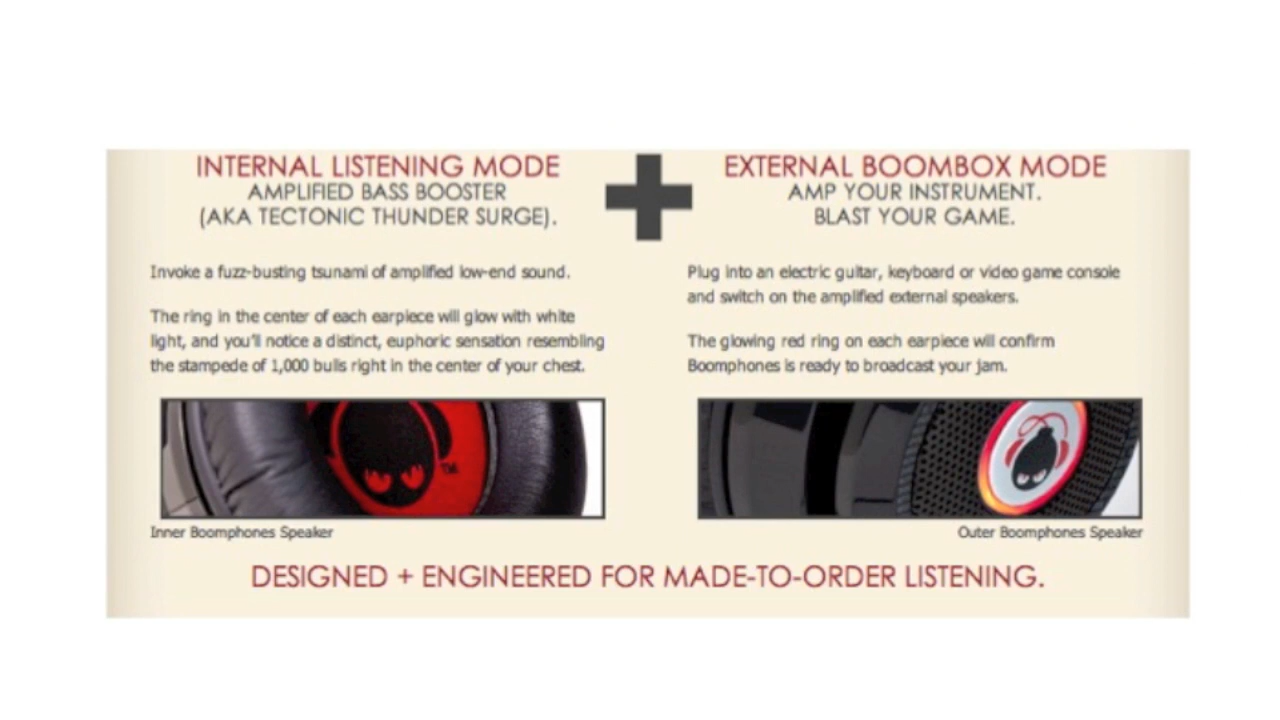 INTERNAL LISTENING MODE
AMPLIFIED BASS BOOSTER
(AKA TECTONIC THUNDER SURGE).
Invoke a fuzz-busting tsunami of amplified low-end sound.
The ring in the center of each earpiece will glow with white
light, and you'll notice a distinct, euphoric sensation resembling
the stampede of 1,000 bulls right in the center of your chest.
TM
Inner Boomphones Speaker
+
EXTERNAL BOOMBOX MODE
AMP YOUR INSTRUMENT.
BLAST YOUR GAME.
Plug into an electric guitar, keyboard or video game console
and switch on the amplified external speakers.
The glowing red ring on each earpiece will confirm
Boomphones is ready to broadcast your jam.
Outer Boomphones Speaker
DESIGNED + ENGINEERED FOR MADE-TO-ORDER LISTENING.